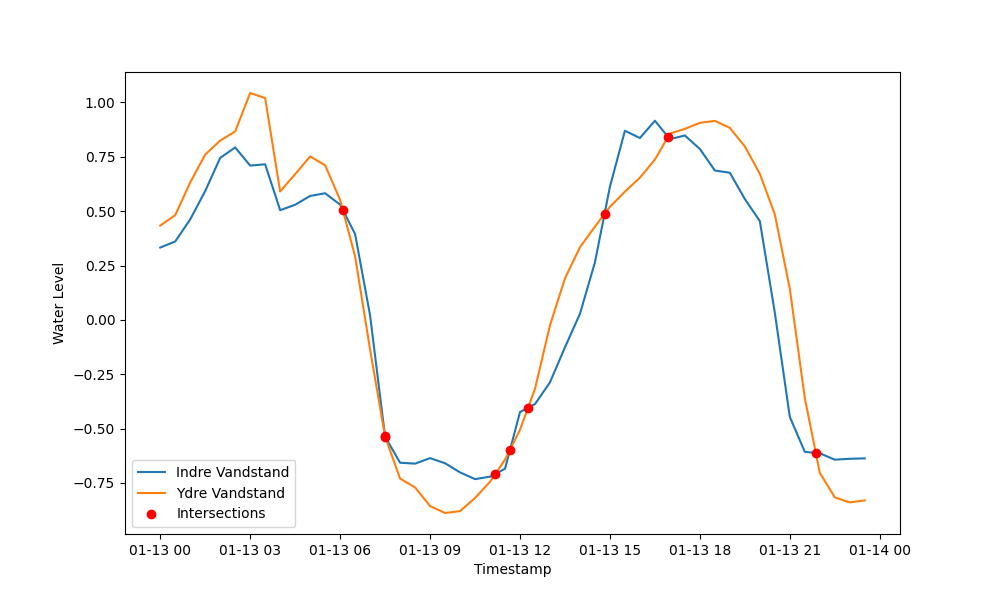 1.00
0.75
0.50
0.25
0.00
−0.25
−0.50
−0.75
Water Level
Indre Vandstand
Ydre Vandstand
Intersections
01-13 00 01-13 03 01-13 06 01-13 09 01-13 12 01-13 15 01-13 18 01-13 21 01-14 00
Timestamp